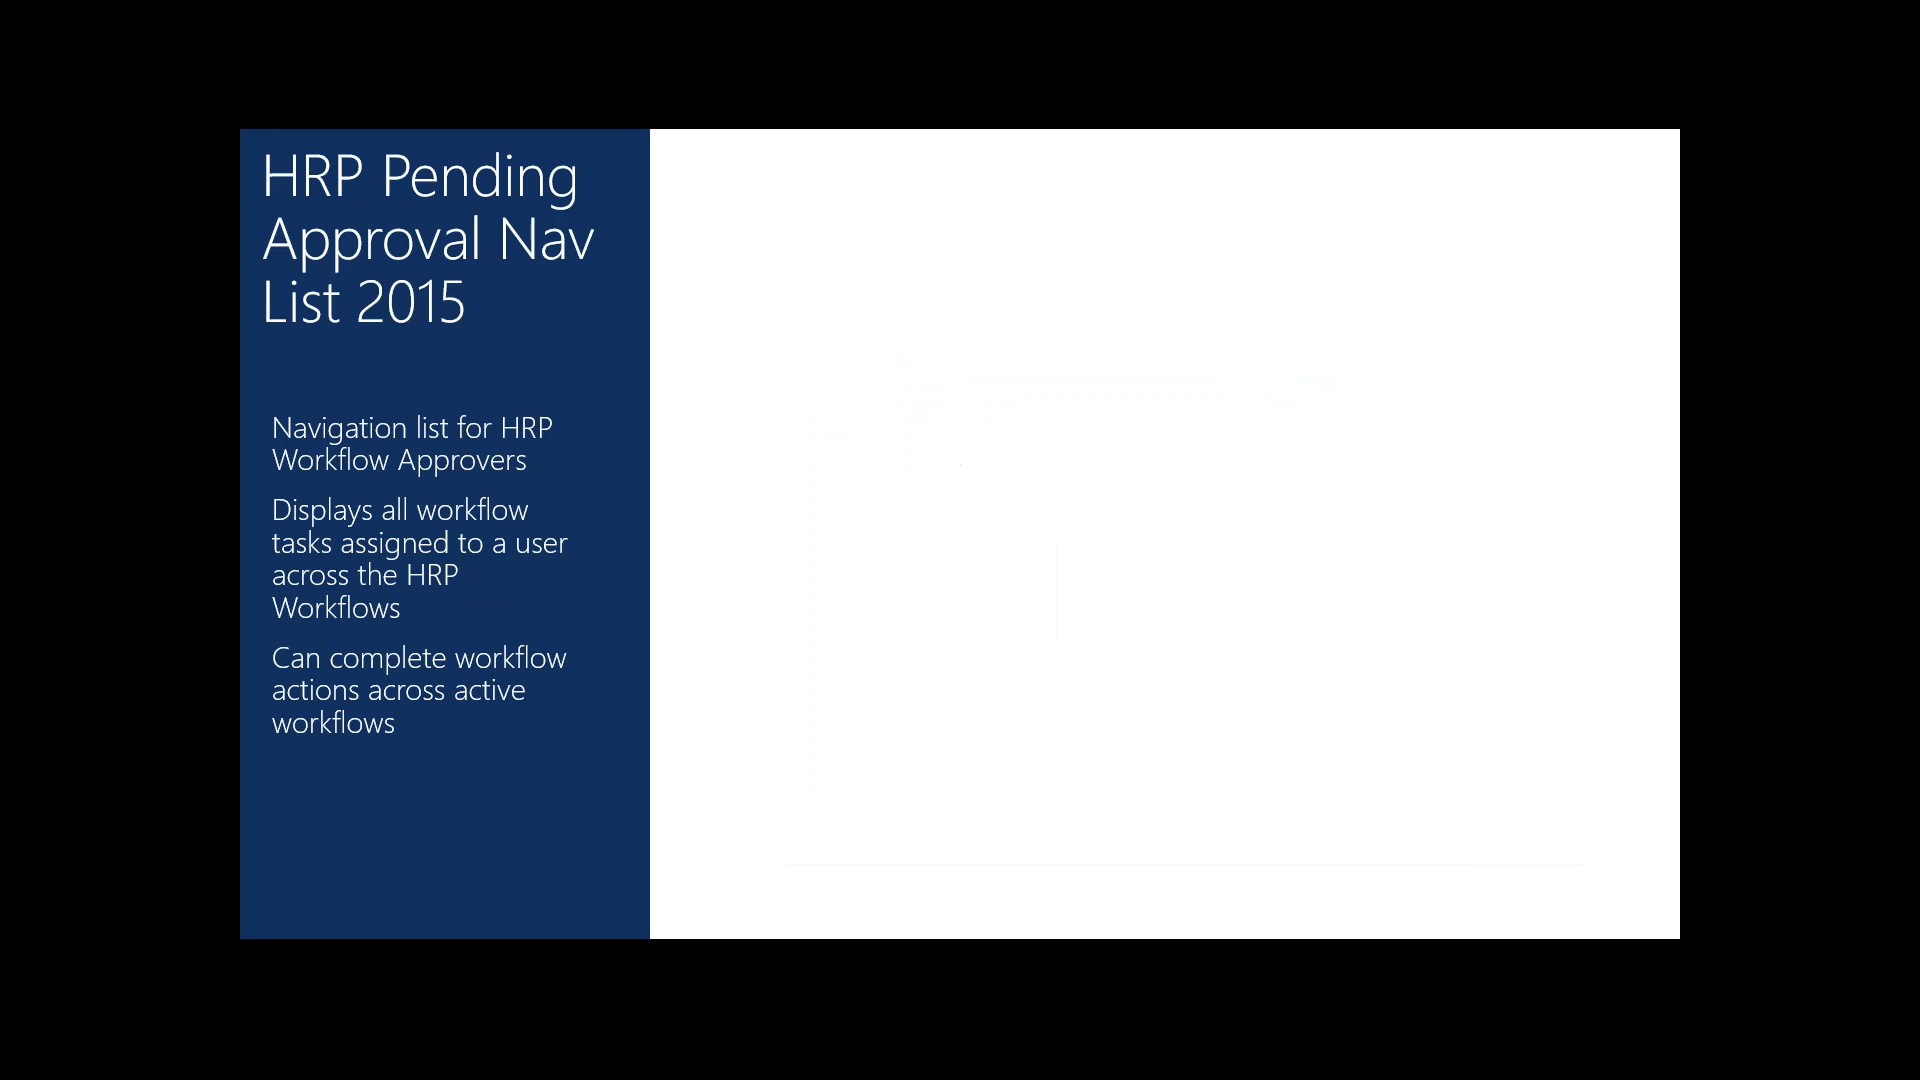 HRP Pending
Approval Nav
List 2015
Navigation list for HRP
Workflow Approvers
Displays all workflow
tasks assigned to a user
across the HRP
Workflows
Can complete workflow
actions across active
workflows